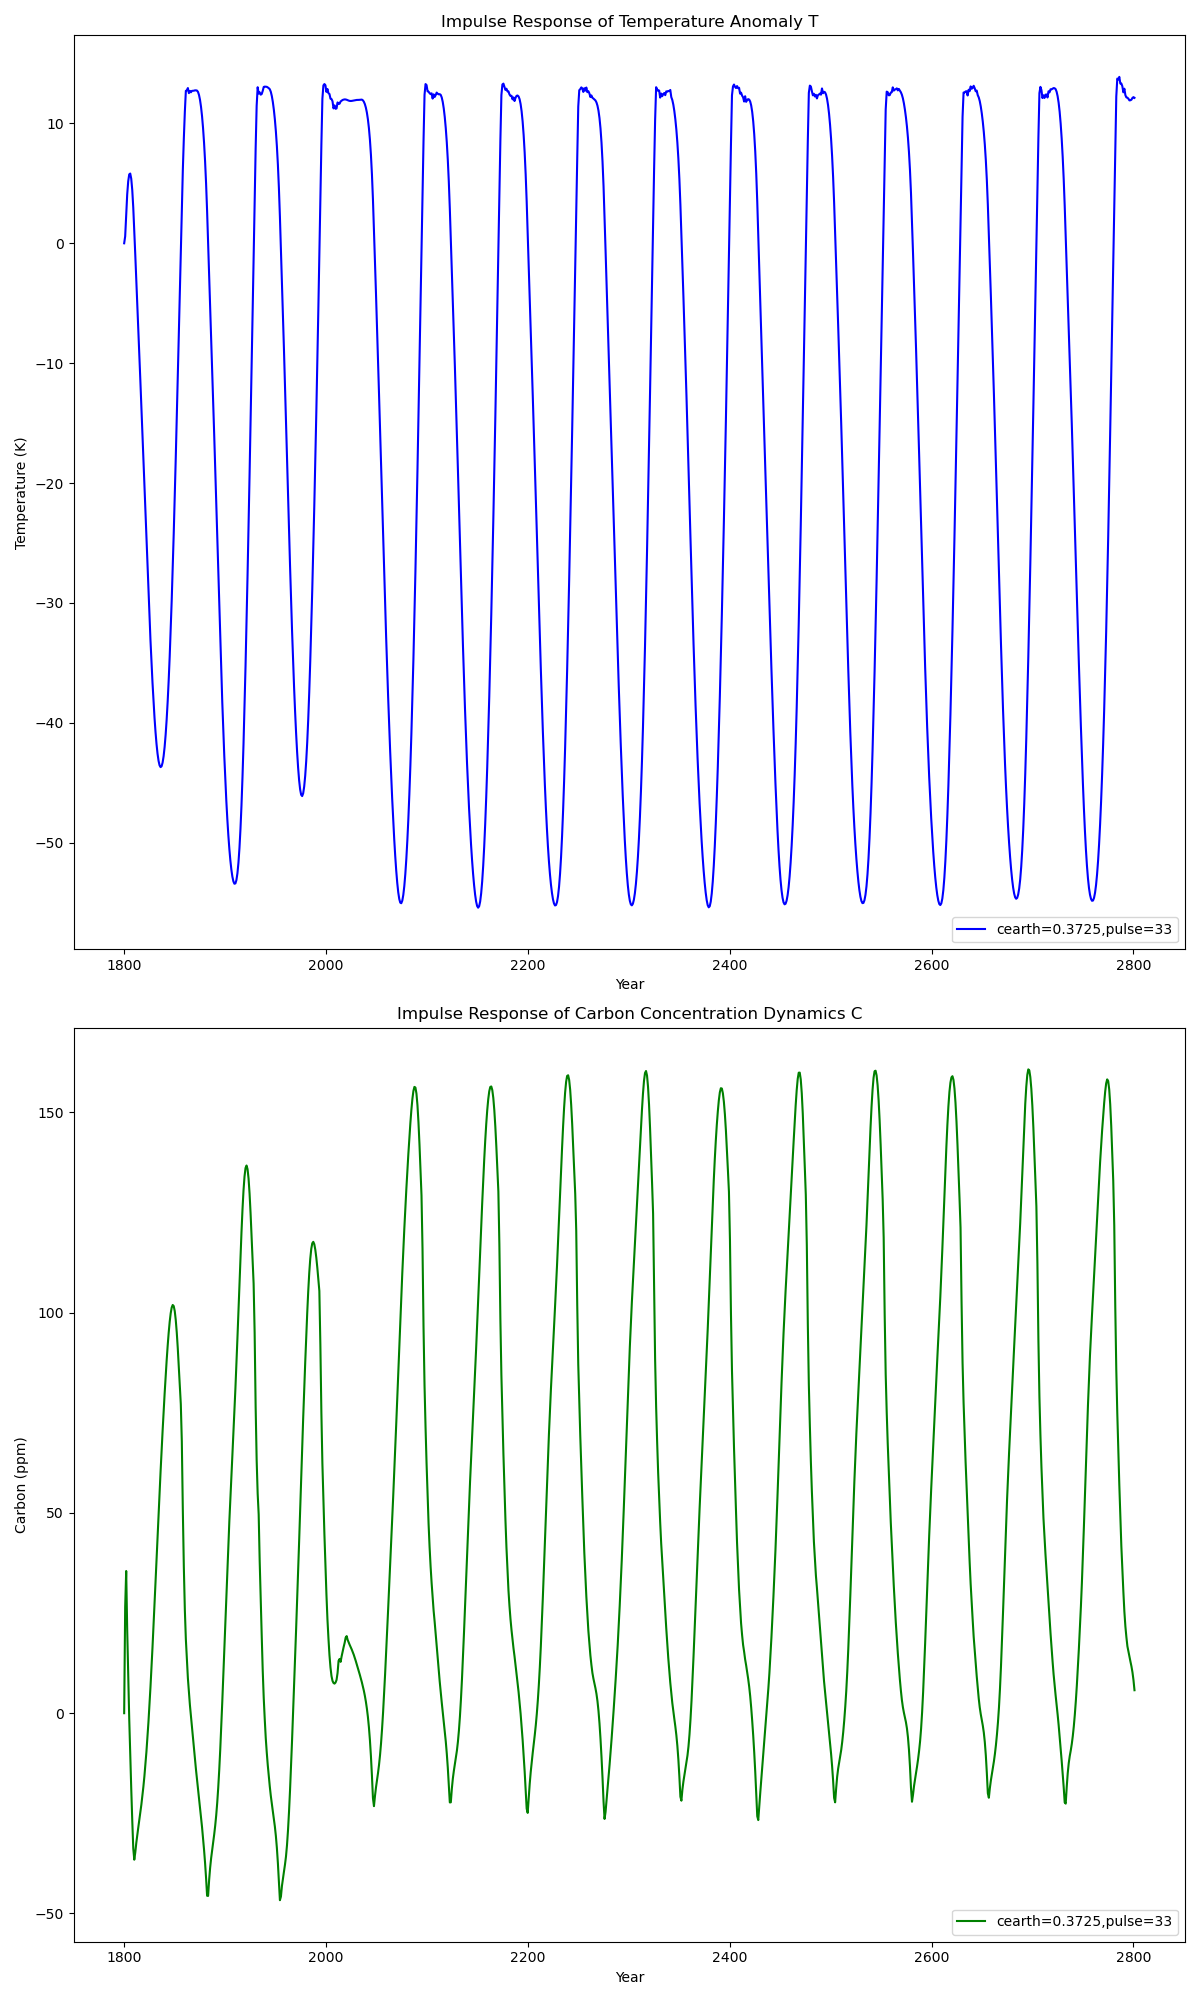 Impulse Response of Temperature Anomaly T
10
0
−10
−20
−30
−40
−50
Temperature (K)
cearth=0.3725,pulse=33
1800 2000 2200 2400 2600 2800
Year
Impulse Response of Carbon Concentration Dynamics C
150
100
50
0
−50
Carbon (ppm)
cearth=0.3725,pulse=33
1800 2000 2200 2400 2600 2800
Year